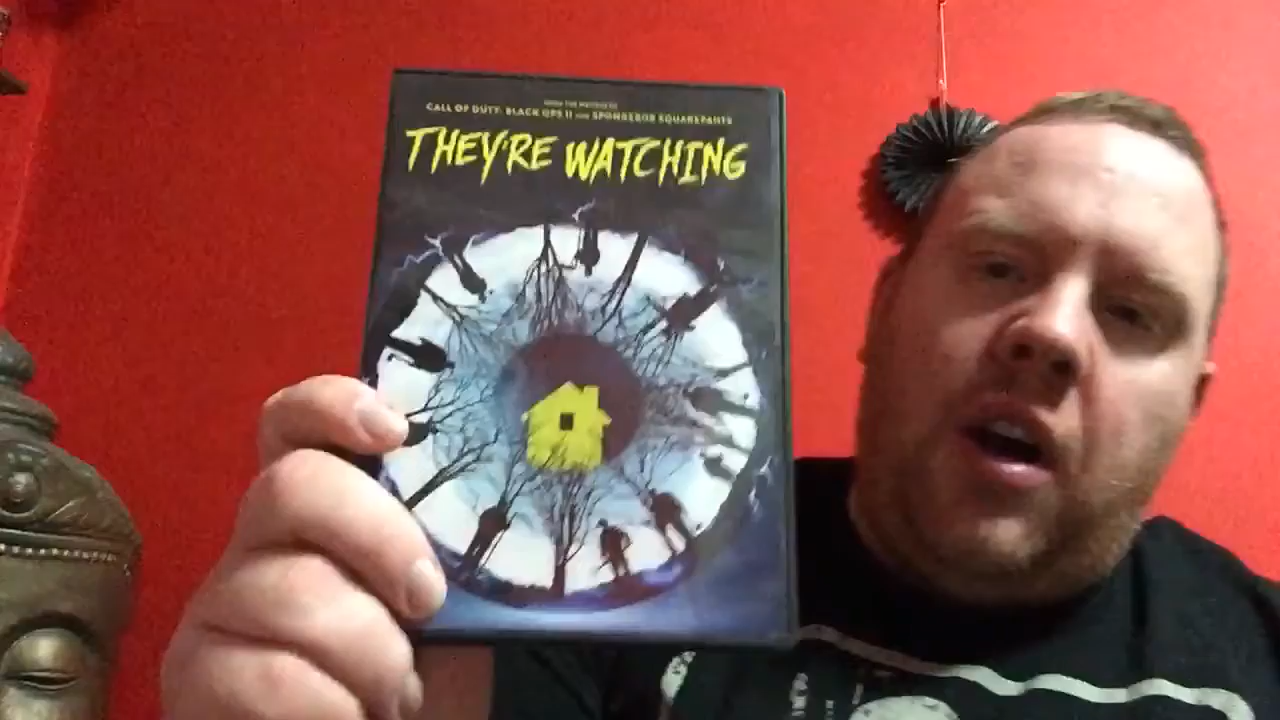 FROM THE WRITERS OF
CALL OF DUTY: BLACK OPS II AND SPONGEBOB SQUAREPANTS
THEY'RE WATCHING